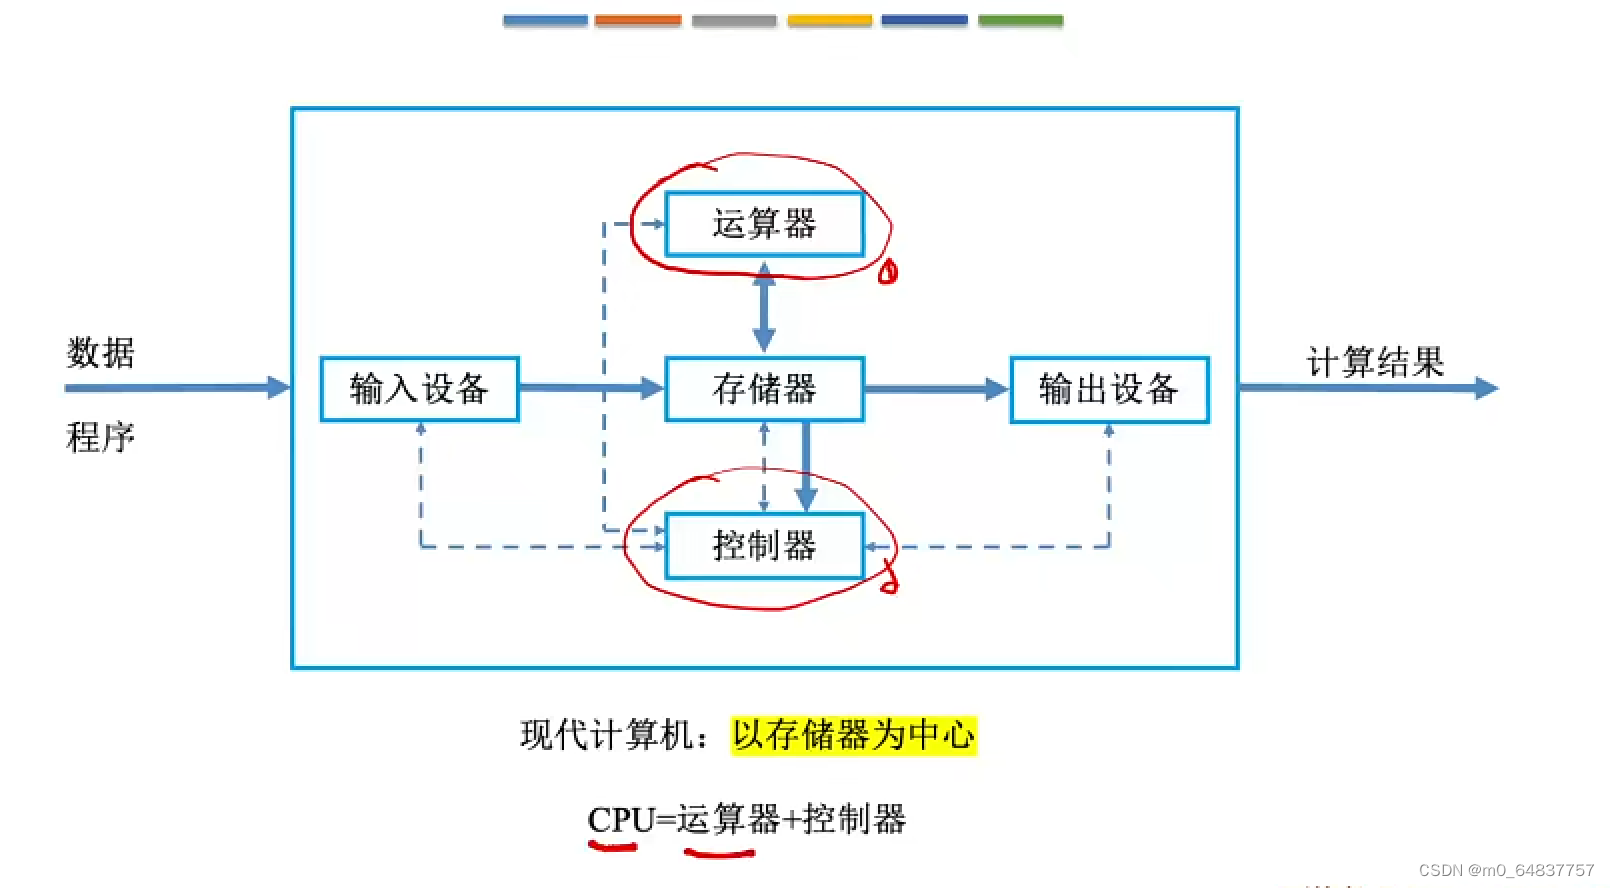 运算器
数据
程序
输入设备
存储器
输出设备
计算结果
控制器
现代计算机：以存储器为中心
CPU=运算器+控制器
CSDN @m0_64837757